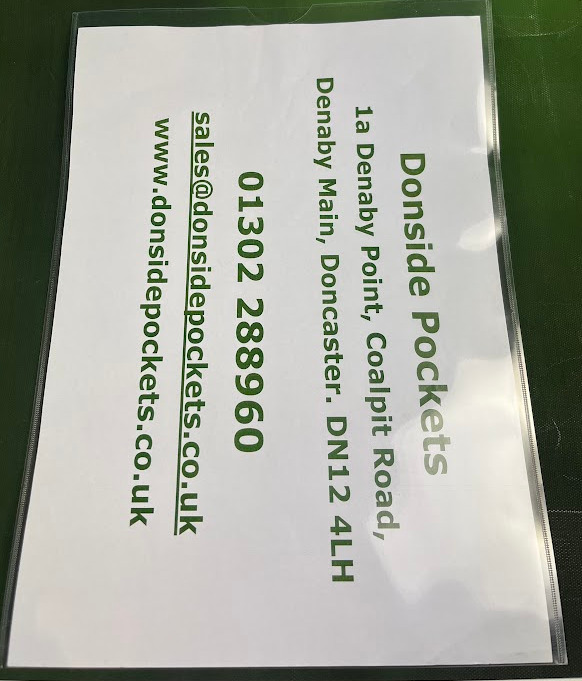 Donside Pockets
1a Denaby Point, Coalpit Road,
Denaby Main, Doncaster. DN12 4LH
01302 288960
sales@donsidepockets.co.uk
www.donsidepockets.co.uk